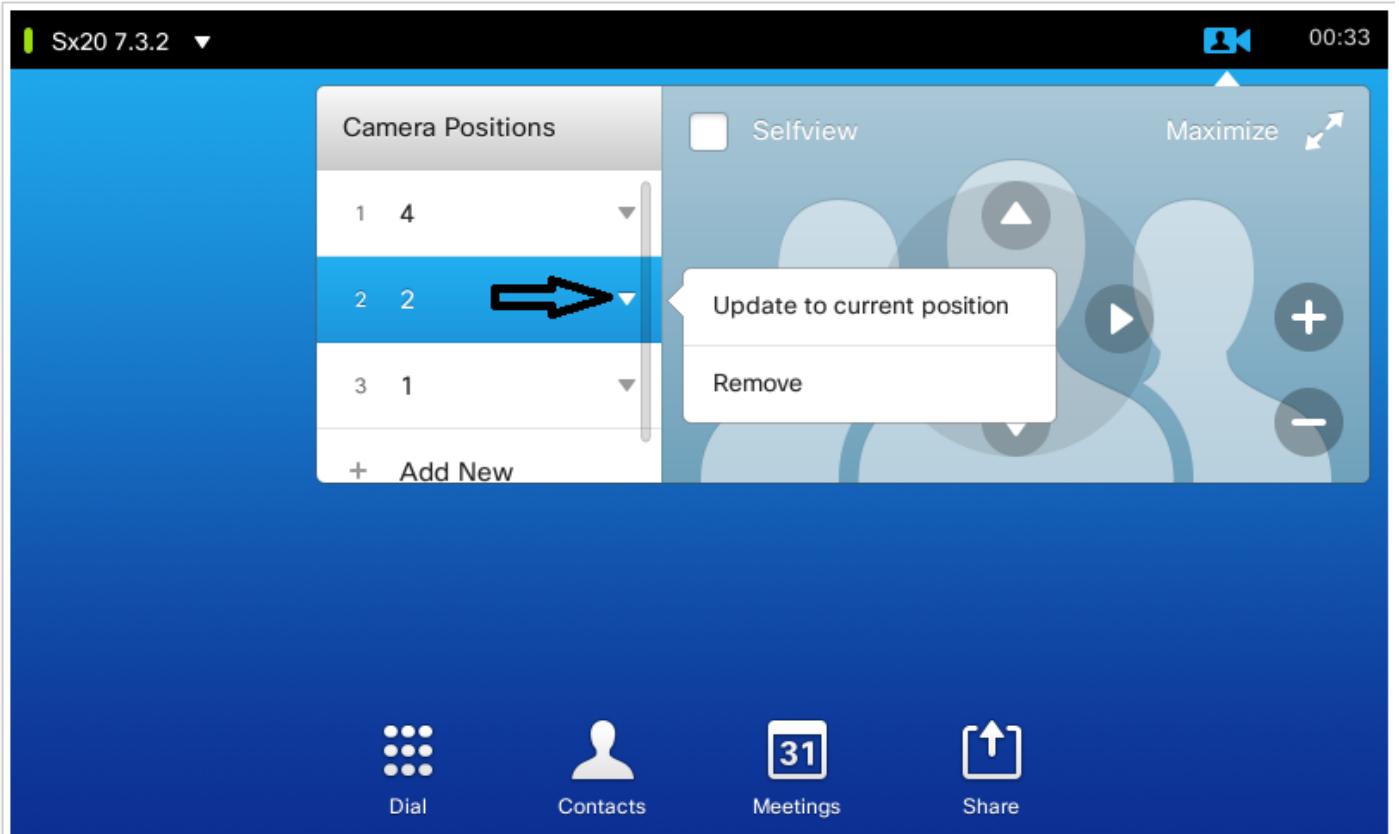 Sx20 7.3.2
00:33
Camera Positions
Selfview
Maximize
1 4
2 2
Update to current position
3 1
Remove
+ Add New
31
Dial
Contacts
Meetings
Share